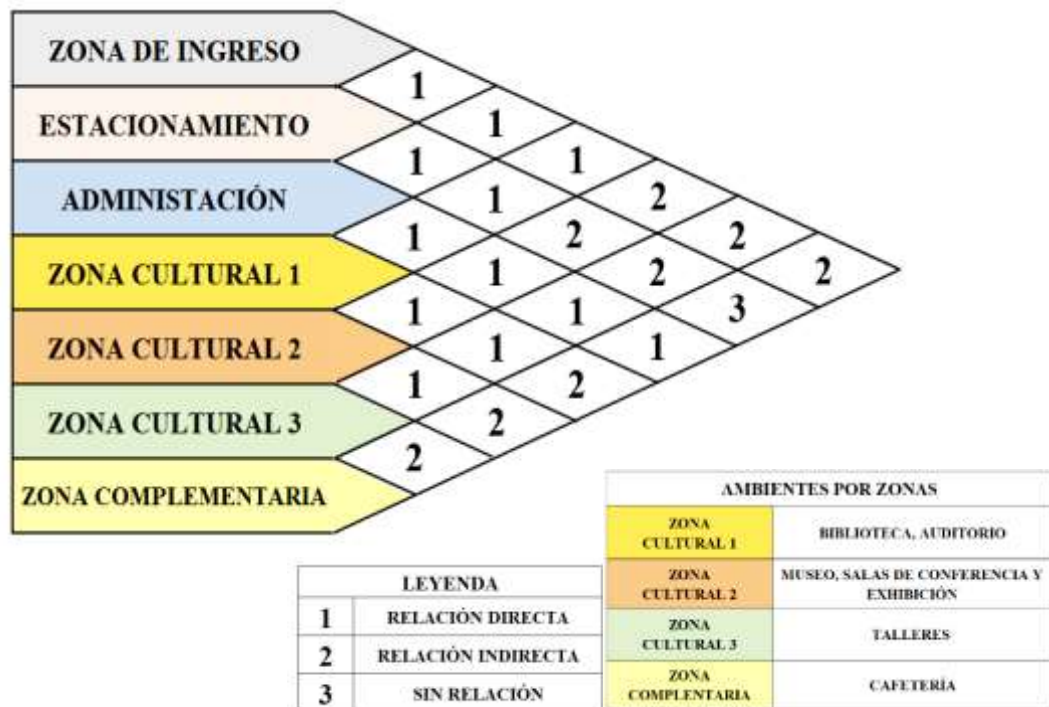 ZONA DE INGRESO
1
ESTACIONAMIENTO
1
1
1
ADMINISTACIÓN
1
2
1
2
2
2
ZONA CULTURAL 1
1
2
3
1
1
1
ZONA CULTURAL 2
1
2
1
ZONA CULTURAL 3
2
2
ZONA COMPLEMENTARIA
LEYENDA
1 RELACIÓN DIRECTA
2 RELACIÓN INDIRECTA
3 SIN RELACIÓN
AMBIENTES POR ZONAS
ZONA
CULTURAL 1
BIBLIOTECA, AUDITORIO
ZONA
CULTURAL 2
MUSEO, SALAS DE CONFERENCIA Y
EXHIBICIÓN
ZONA
CULTURAL 3
TALLERES
ZONA
COMPLENTARIA
CAFETERÍA